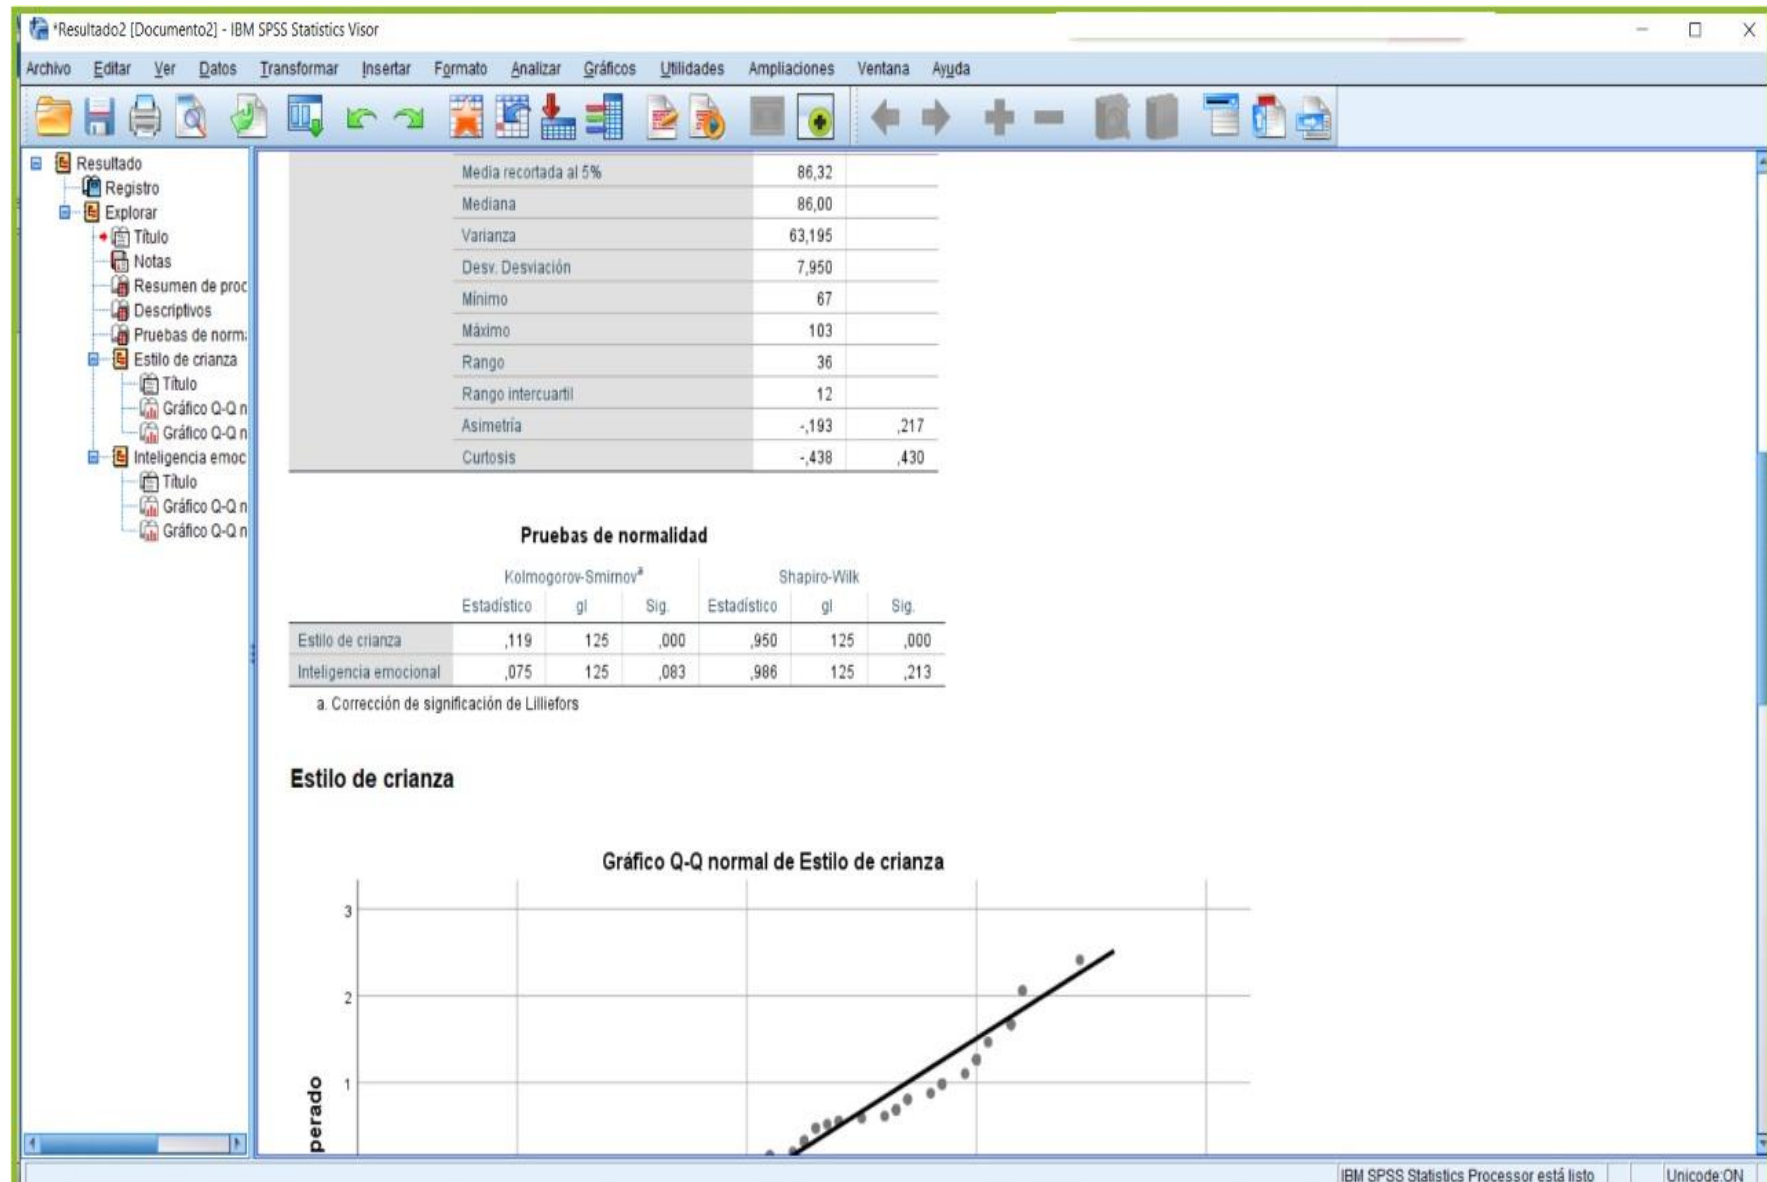 *Resultado2 [Documento2] - IBM SPSS Statistics Visor
Archivo Editar Ver Datos Transformar Insertar Formato Analizar Gráficos Utilidades Ampliaciones Ventana Ayuda
Resultado
Registro
Explorar
Título
Notas
Resumen de proc
Descriptivos
Pruebas de norm
Estilo de crianza
Título
Gráfico Q-Q n
Gráfico Q-Q n
Inteligencia emoc
Título
Gráfico Q-Q n
Gráfico Q-Q n
Media recortada al 5% 86,32
Mediana 86,00
Varianza 63,195
Desv. Desviación 7,950
Mínimo 67
Máximo 103
Rango 36
Rango intercuartil 12
Asimetría -,193 ,217
Curtosis -,438 ,430
Pruebas de normalidad
Kolmogorov-Smirnov a Shapiro-Wilk
Estadístico gl Sig. Estadístico gl Sig.
Estilo de crianza ,119 125 ,000 ,950 125 ,000
Inteligencia emocional ,075 125 ,083 ,986 125 ,213
a. Corrección de significación de Lilliefors
Estilo de crianza
Gráfico Q-Q normal de Estilo de crianza
3
2
1
perado
IBM SPSS Statistics Processor está listo Unicode:ON